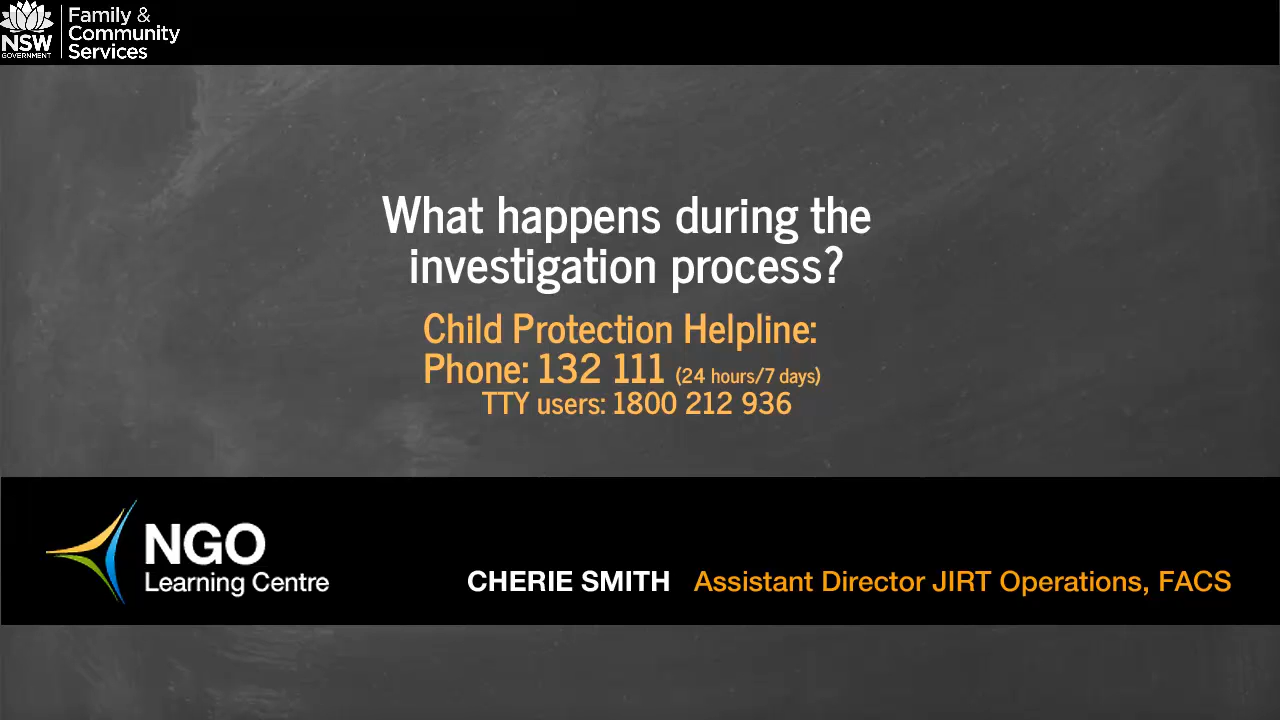 NSW
GOVERNMENT
Family &
Community
Services
What happens during the
investigation process?
Child Protection Helpline:
Phone: 132 111 (24 hours/7 days)
TTY users: 1800 212 936
NGO
Learning Centre
CHERIE SMITH Assistant Director JIRT Operations, FACS